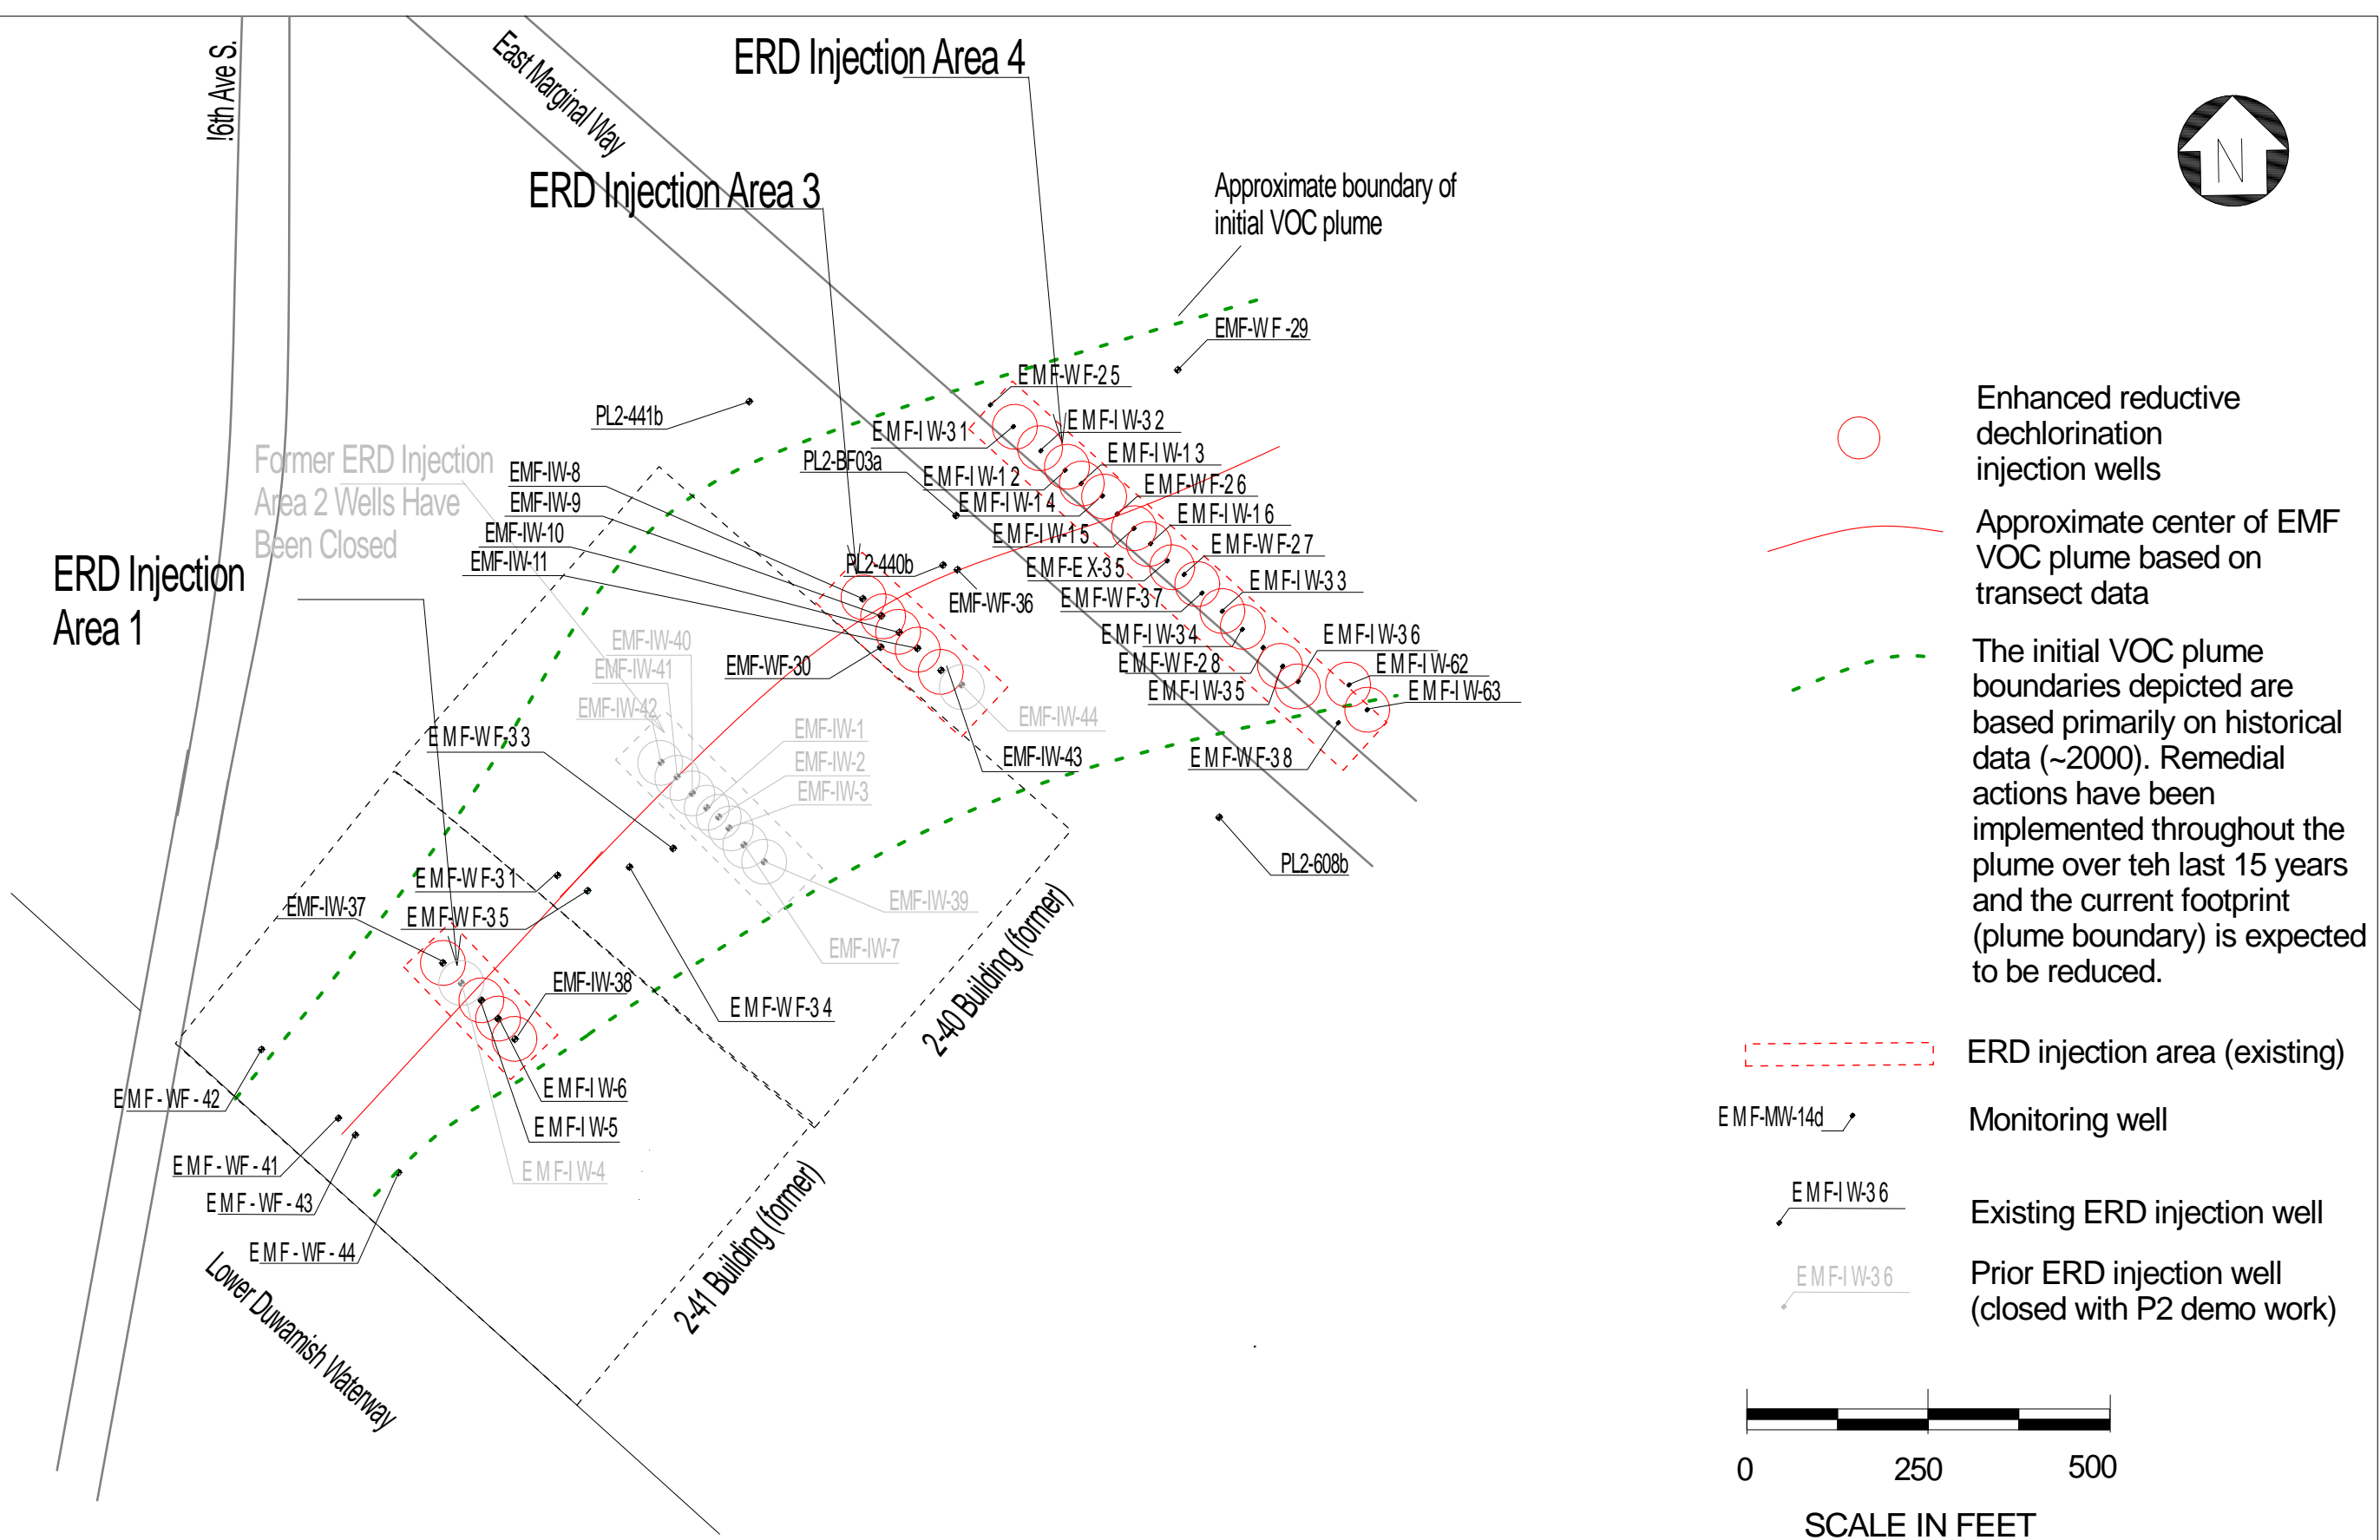 !6th Ave S.
East Marginal Way
ERD Injection Area 4
ERD Injection Area 3
Approximate boundary of
initial VOC plume
N
EMF-WF-29
EMF-WF-25
PL2-441b
EMF-IW-31
EMF-IW-32
EMF-IW-13
PL2-BF03a
EMF-IW-12
EMF-WF-26
EMF-IW-14
EMF-IW-16
EMF-IW-15
EMF-WF-27
EMF-EX-35
EMF-IW-33
EMF-WF-37
EMF-IW-34
EMF-IW-36
EMF-WF-28
EMF-IW-62
EMF-IW-35
EMF-IW-63
EMF-WF-38
PL2-608b
Former ERD Injection
Area 2 Wells Have
Been Closed
EMF-IW-8
EMF-IW-9
EMF-IW-10
EMF-IW-11
PL2-440b
EMF-WF-36
EMF-WF-30
EMF-IW-44
EMF-IW-43
ERD Injection
Area 1
EMF-IW-40
EMF-IW-41
EMF-IW-42
EMF-IW-1
EMF-IW-2
EMF-IW-3
EMF-IW-39
EMF-IW-7
EMF-WF-33
EMF-WF-31
EMF-IW-37
EMF-WF-35
EMF-IW-38
EMF-WF-34
EMF-IW-6
EMF-IW-5
EMF-IW-4
EMF-WF-42
EMF-WF-41
EMF-WF-43
EMF-WF-44
2-40 Building (former)
2-41 Building (former)
Lower Duwamish Waterway
Enhanced reductive
dechlorination
injection wells
Approximate center of EMF
VOC plume based on
transect data
The initial VOC plume
boundaries depicted are
based primarily on historical
data (~2000). Remedial
actions have been
implemented throughout the
plume over teh last 15 years
and the current footprint
(plume boundary) is expected
to be reduced.
ERD injection area (existing)
EMF-MW-14d
Monitoring well
EMF-IW-36
Existing ERD injection well
EMF-IW-36
Prior ERD injection well
(closed with P2 demo work)
0 250 500
SCALE IN FEET